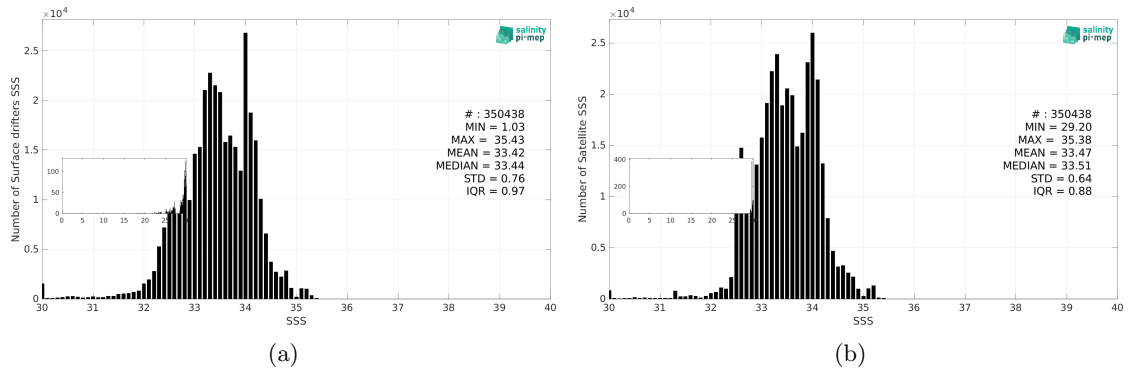 ×10⁴
salinity
pi-mep
2.5
2
1.5
1
0.5
0
Number of Surface drifters SSS
# : 350438
MIN = 1.03
MAX = 35.43
MEAN = 33.42
MEDIAN = 33.44
STD = 0.76
IQR = 0.97
100
50
0
0 5 10 15 20 25
30 31 32 33 34 35 36 37 38 39 40
SSS
(a)
×10⁴
salinity
pi-mep
2.5
2
1.5
1
0.5
0
Number of Satellite SSS
# : 350438
MIN = 29.20
MAX = 35.38
MEAN = 33.47
MEDIAN = 33.51
STD = 0.64
IQR = 0.88
400
200
0
0 5 10 15 20 25
30 31 32 33 34 35 36 37 38 39 40
SSS
(b)